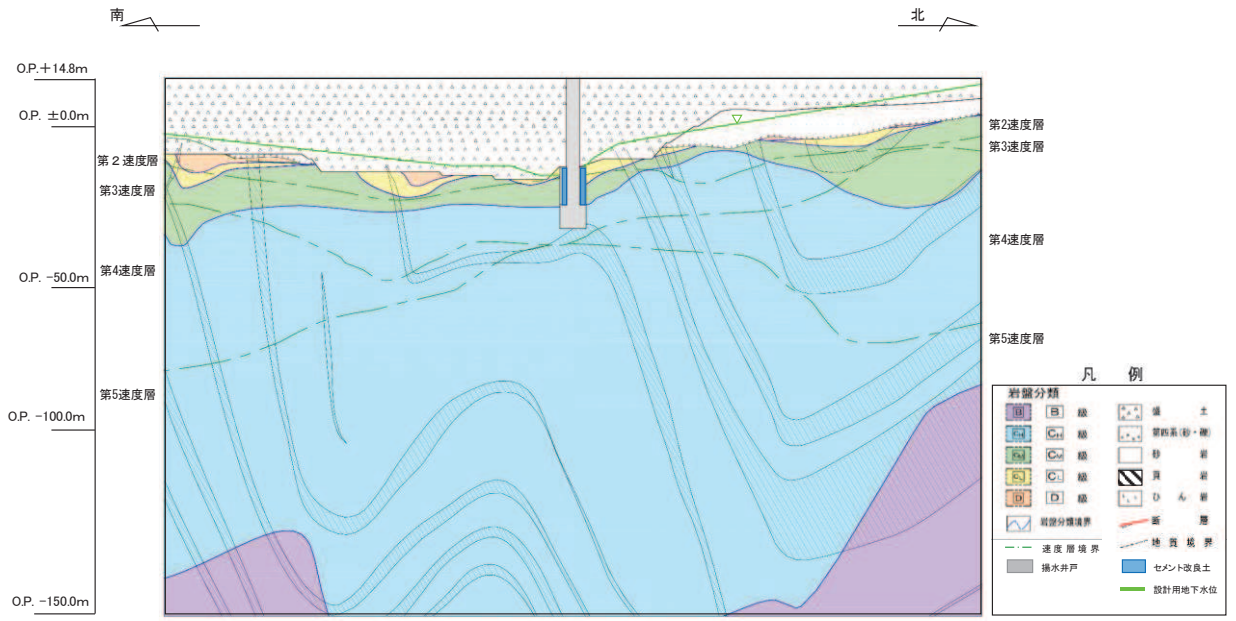 南
北
O.P.+14.8m
O.P. ±0.0m
O.P. -50.0m
O.P. -100.0m
O.P. -150.0m
第2速度層
第3速度層
第4速度層
第5速度層
第2速度層
第3速度層
第4速度層
第5速度層
凡 例
岩盤分類
B B 級
CH CH 級
CM CM 級
CL CL 級
D D 級
岩盤分類境界
速度層境界
揚水井戸
盛 土
第四系(砂・礫)
砂 岩
頁 岩
ひ ん 岩
断 層
地 質 境 界
セメント改良土
設計用地下水位